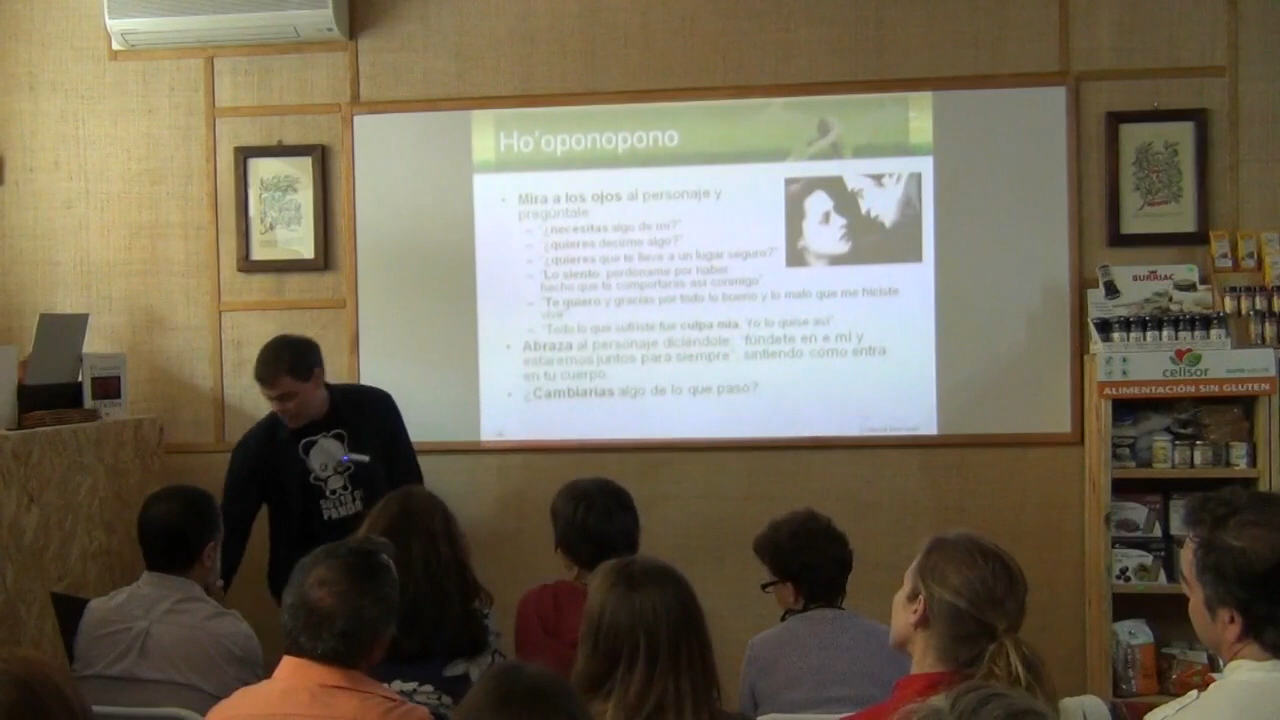 Ho'oponopono
Mira a los ojos al personaje y
pregúntale
"¿necesitas algo de mi?"
"¿quieres decirme algo?"
"¿quieres que te lleve a un lugar seguro?"
"Lo siento, perdóname por haber
hecho que te comportaras así conmigo"
"Te quiero y gracias por todo lo bueno y lo malo que me hiciste
vivir"
"Todo lo que sufriste fue culpa mía. Yo lo quise así"
Abraza al personaje diciéndole: "fúndete en e mí y
estaremos juntos para siempre", sintiendo cómo entra
en tu cuerpo
¿Cambiarías algo de lo que pasó?
PANDA
BURRIAC
celisor
ALIMENTACIÓN SIN GLUTEN